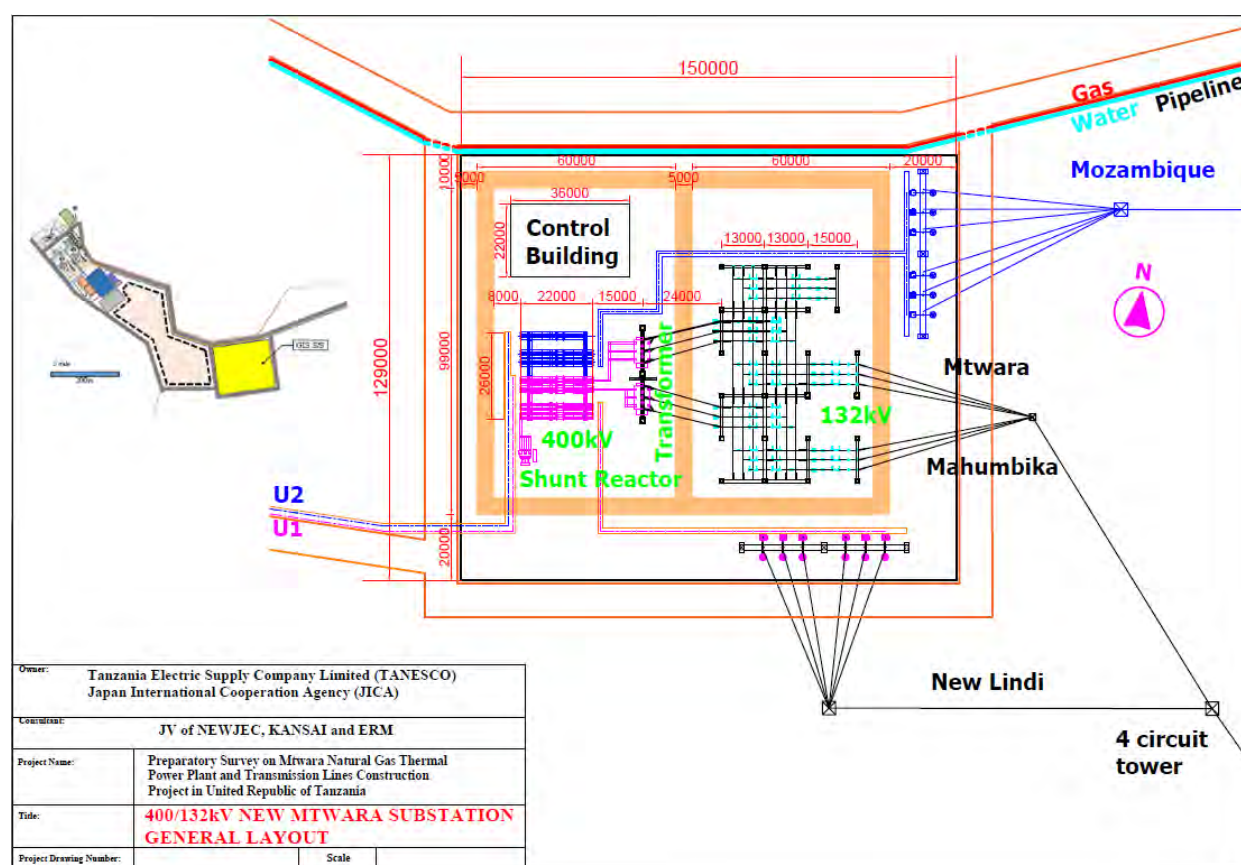 150000
Gas
Water Pipeline
60000
60000
20000
10000
5000
5000
Mozambique
36000
Control
Building
22000
13000 13000 15000
N
8000 22000 15000 24000
129000
99000
26000
Transformer
Mtwara
400kV
132kV
Shunt Reactor
Mahumbika
U2
U1
20000
New Lindi
4 circuit
tower
Owner:
Tanzania Electric Supply Company Limited (TANESCO)
Japan International Cooperation Agency (JICA)
Consultant:
JV of NEWJEC, KANSAI and ERM
Project Name:
Preparatory Survey on Mtwara Natural Gas Thermal
Power Plant and Transmission Lines Construction
Project in United Republic of Tanzania
Title:
400/132kV NEW MTWARA SUBSTATION
GENERAL LAYOUT
Project Drawing Number:
Scale